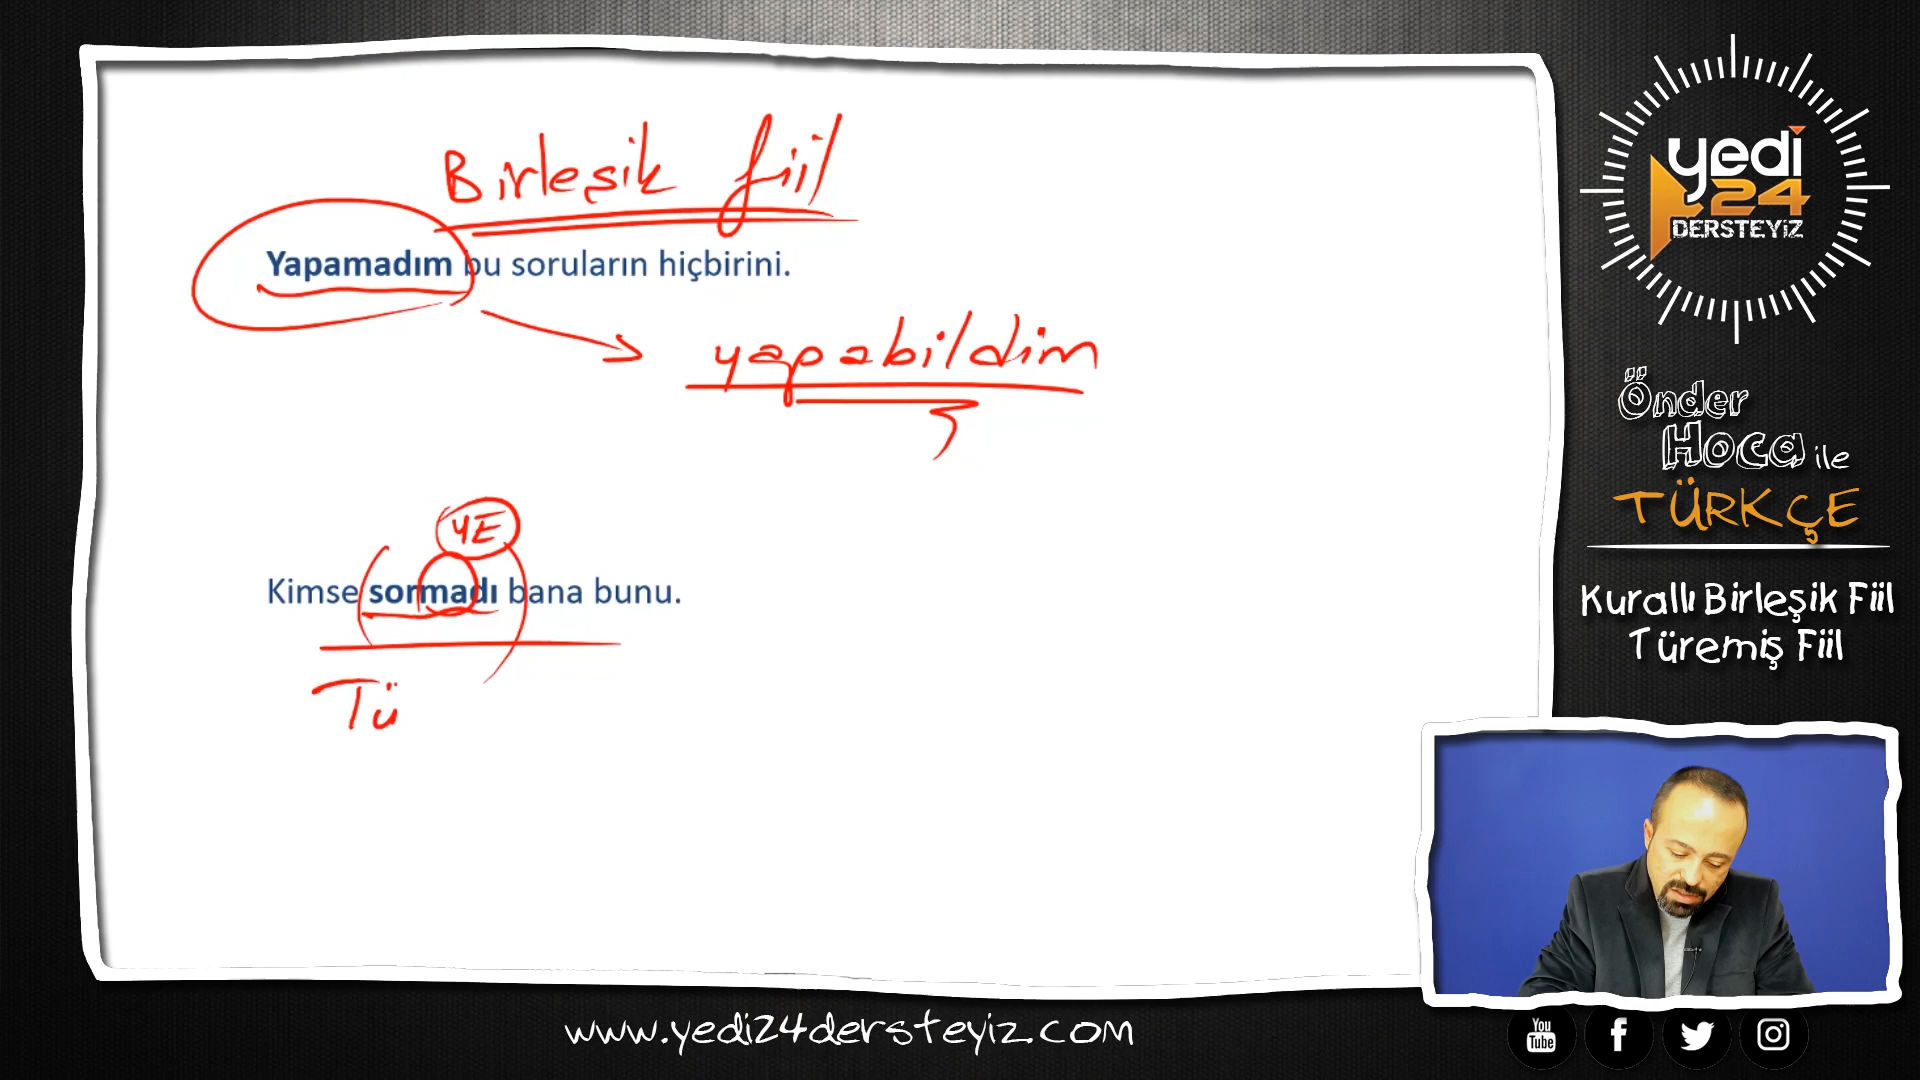 Birleşik fiil
Yapamadım bu soruların hiçbirini.
yapabildim
YE
Kimse sormadı bana bunu.
Tü
yedi
24
DERSTEYİZ
Önder
Hoca ile
TÜRKÇE
Kurallı Birleşik Fiil
Türemiş Fiil
www.yedi24dersteyiz.com
You
Tube